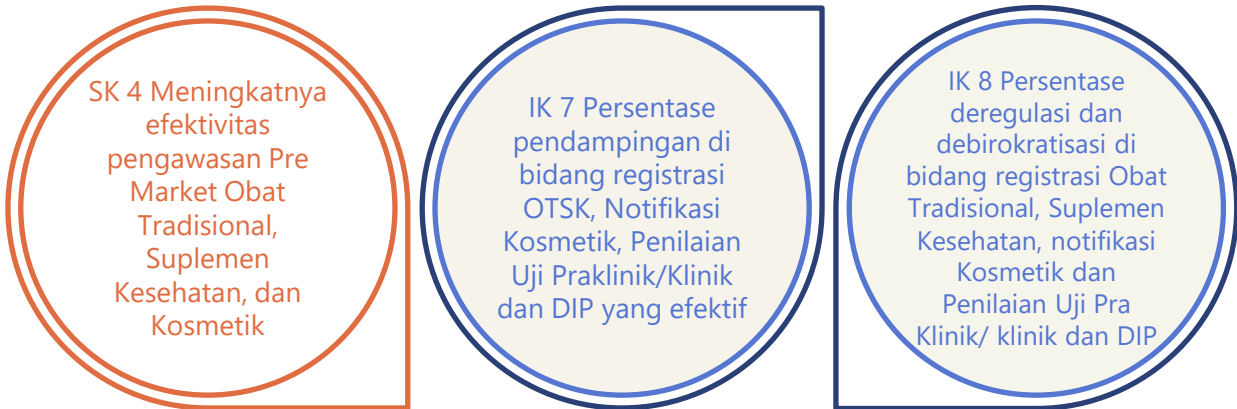 SK 4 Meningkatnya
efektivitas
pengawasan Pre
Market Obat
Tradisional,
Suplemen
Kesehatan, dan
Kosmetik
IK 7 Persentase
pendampingan di
bidang registrasi
OTSK, Notifikasi
Kosmetik, Penilaian
Uji Praklinik/Klinik
dan DIP yang efektif
IK 8 Persentase
deregulasi dan
debirokratisasi di
bidang registrasi Obat
Tradisional, Suplemen
Kesehatan, notifikasi
Kosmetik dan
Penilaian Uji Pra
Klinik/ klinik dan DIP